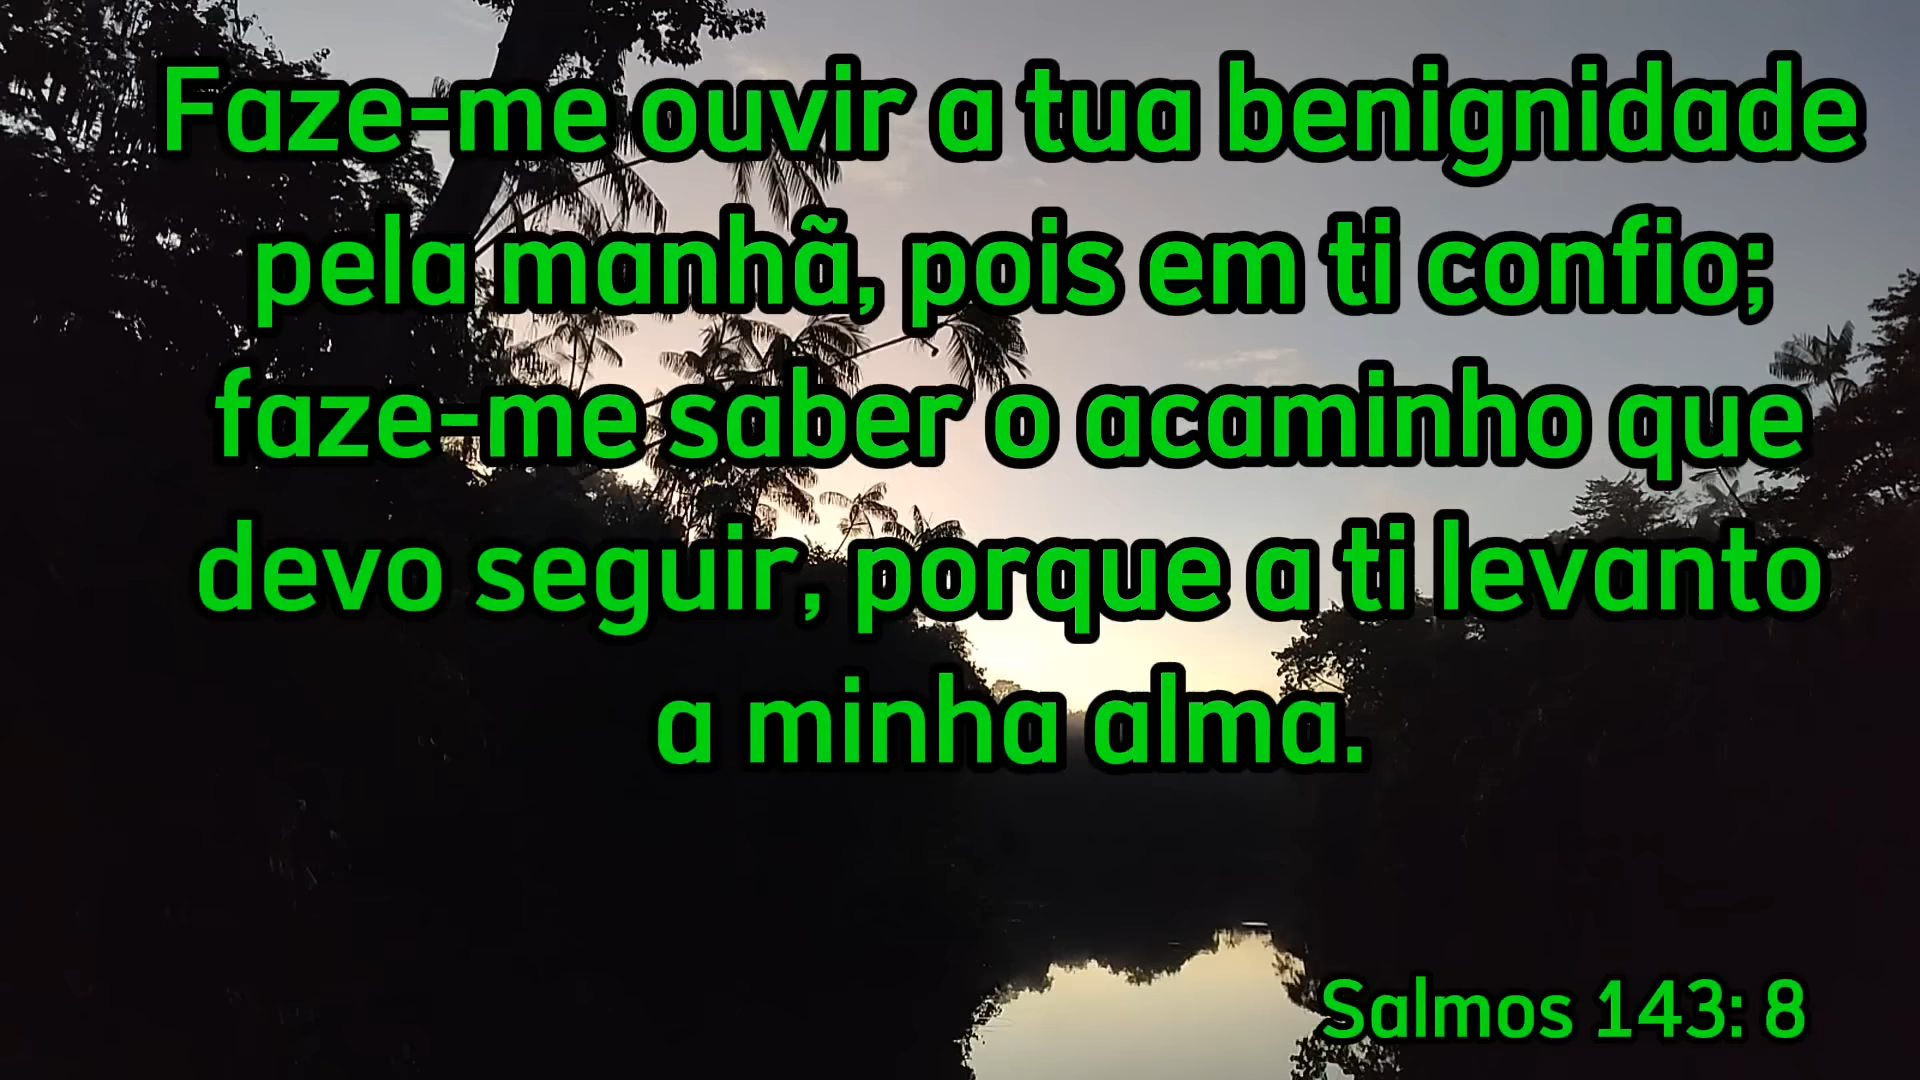 Faze-me ouvir a tua benignidade
pela manhã, pois em ti confio;
faze-me saber o acaminho que
devo seguir, porque a ti levanto
a minha alma.
Salmos 143: 8